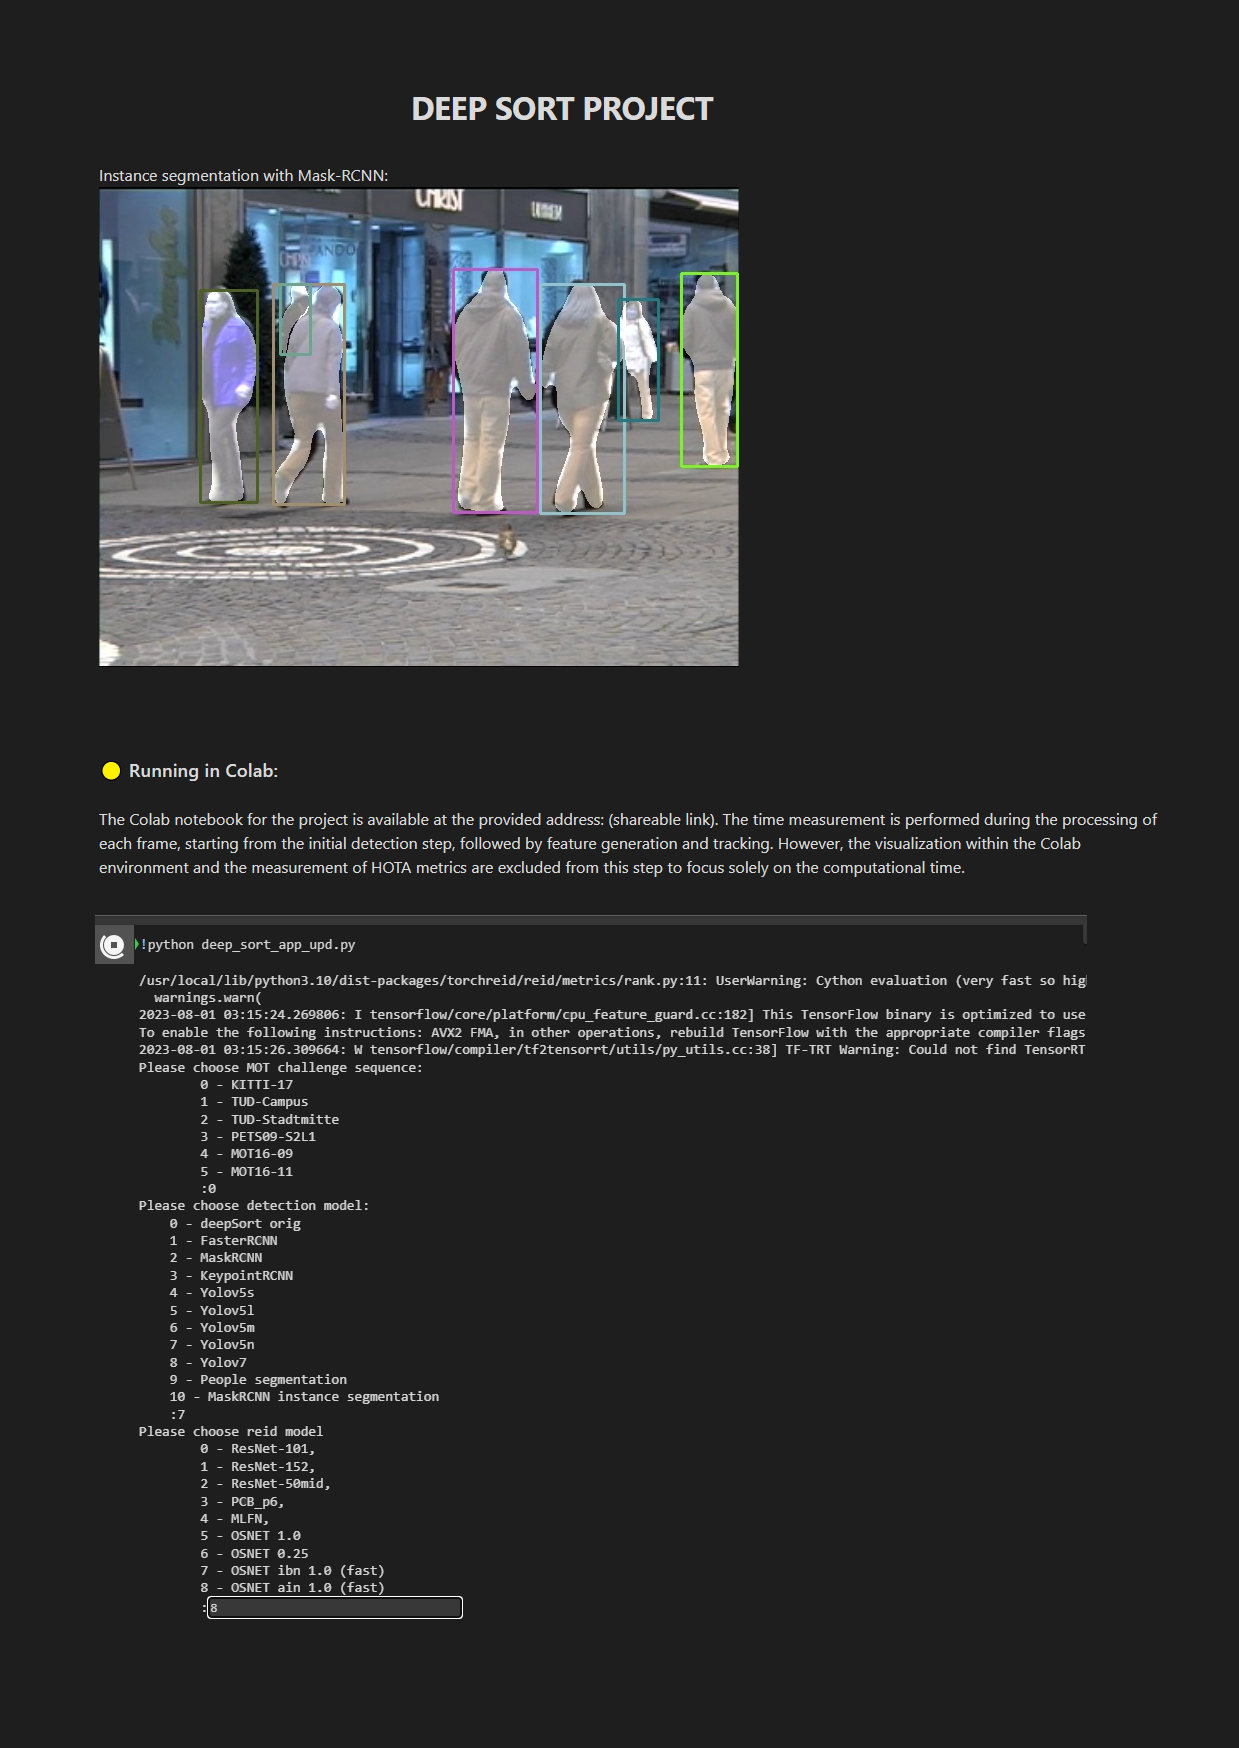 DEEP SORT PROJECT
Instance segmentation with Mask-RCNN:
CHRIST
PANDO
Running in Colab:
The Colab notebook for the project is available at the provided address: (shareable link). The time measurement is performed during the processing of
each frame, starting from the initial detection step, followed by feature generation and tracking. However, the visualization within the Colab
environment and the measurement of HOTA metrics are excluded from this step to focus solely on the computational time.
!python deep_sort_app_upd.py
/usr/local/lib/python3.10/dist-packages/torchreid/reid/metrics/rank.py:11: UserWarning: Cython evaluation (very fast so hig
warnings.warn(
2023-08-01 03:15:24.269806: I tensorflow/core/platform/cpu_feature_guard.cc:182] This TensorFlow binary is optimized to use
To enable the following instructions: AVX2 FMA, in other operations, rebuild TensorFlow with the appropriate compiler flags
2023-08-01 03:15:26.309664: W tensorflow/compiler/tf2tensorrt/utils/py_utils.cc:38] TF-TRT Warning: Could not find TensorRT
Please choose MOT challenge sequence:
0 - KITTI-17
1 - TUD-Campus
2 - TUD-Stadtmitte
3 - PETS09-S2L1
4 - MOT16-09
5 - MOT16-11
:0
Please choose detection model:
0 - deepSort orig
1 - FasterRCNN
2 - MaskRCNN
3 - KeypointRCNN
4 - Yolov5s
5 - Yolov5l
6 - Yolov5m
7 - Yolov5n
8 - Yolov7
9 - People segmentation
10 - MaskRCNN instance segmentation
:7
Please choose reid model
0 - ResNet-101,
1 - ResNet-152,
2 - ResNet-50mid,
3 - PCB_p6,
4 - MLFN,
5 - OSNET 1.0
6 - OSNET 0.25
7 - OSNET ibn 1.0 (fast)
8 - OSNET ain 1.0 (fast)
:8